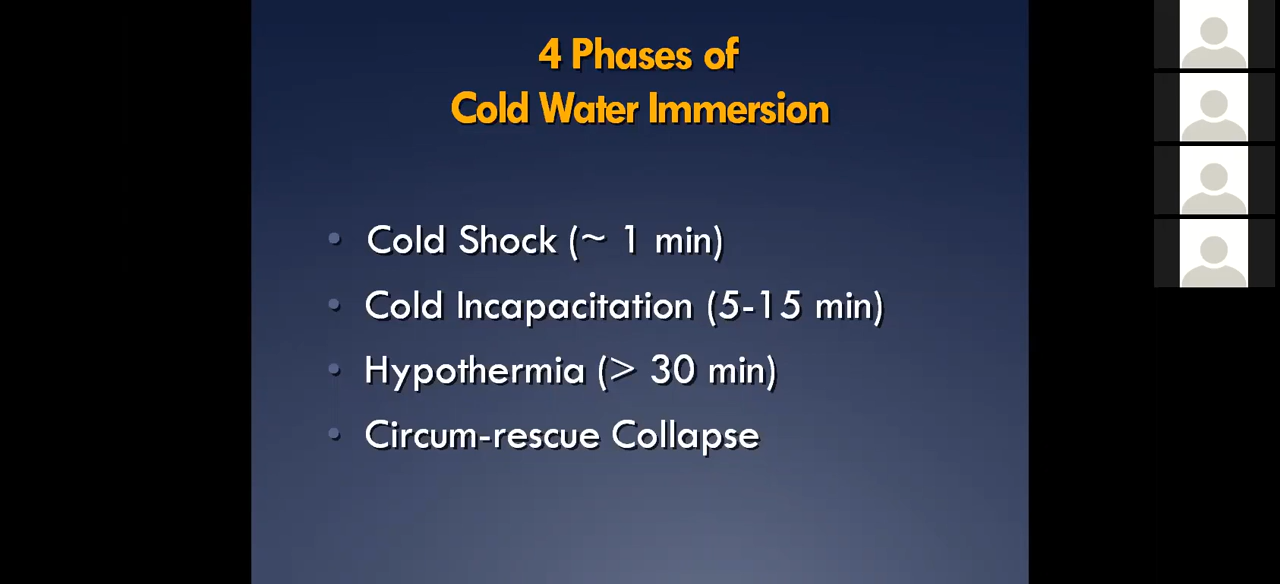 4 Phases of
Cold Water Immersion
• Cold Shock (~ 1 min)
• Cold Incapacitation (5-15 min)
• Hypothermia (> 30 min)
• Circum-rescue Collapse